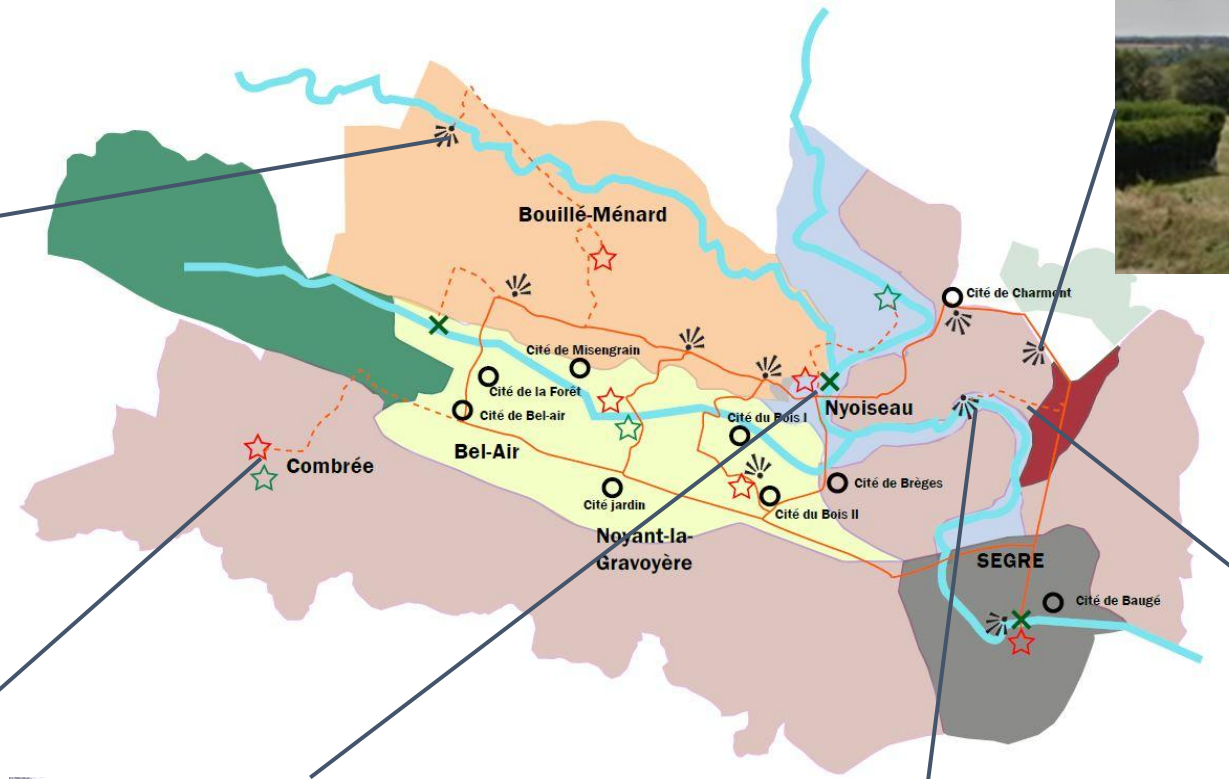 Bouillé-Ménard
Cité de Charmont
Cité de Misengrain
Cité de la Forêt
Cité de Bel-air
Cité du Bois I
Nyoiseau
Bel-Air
Combrée
Cité jardin
Cité de Brèges
Cité du Bois II
Noyant-la-
Gravoyère
SEGRE
Cité de Baugé